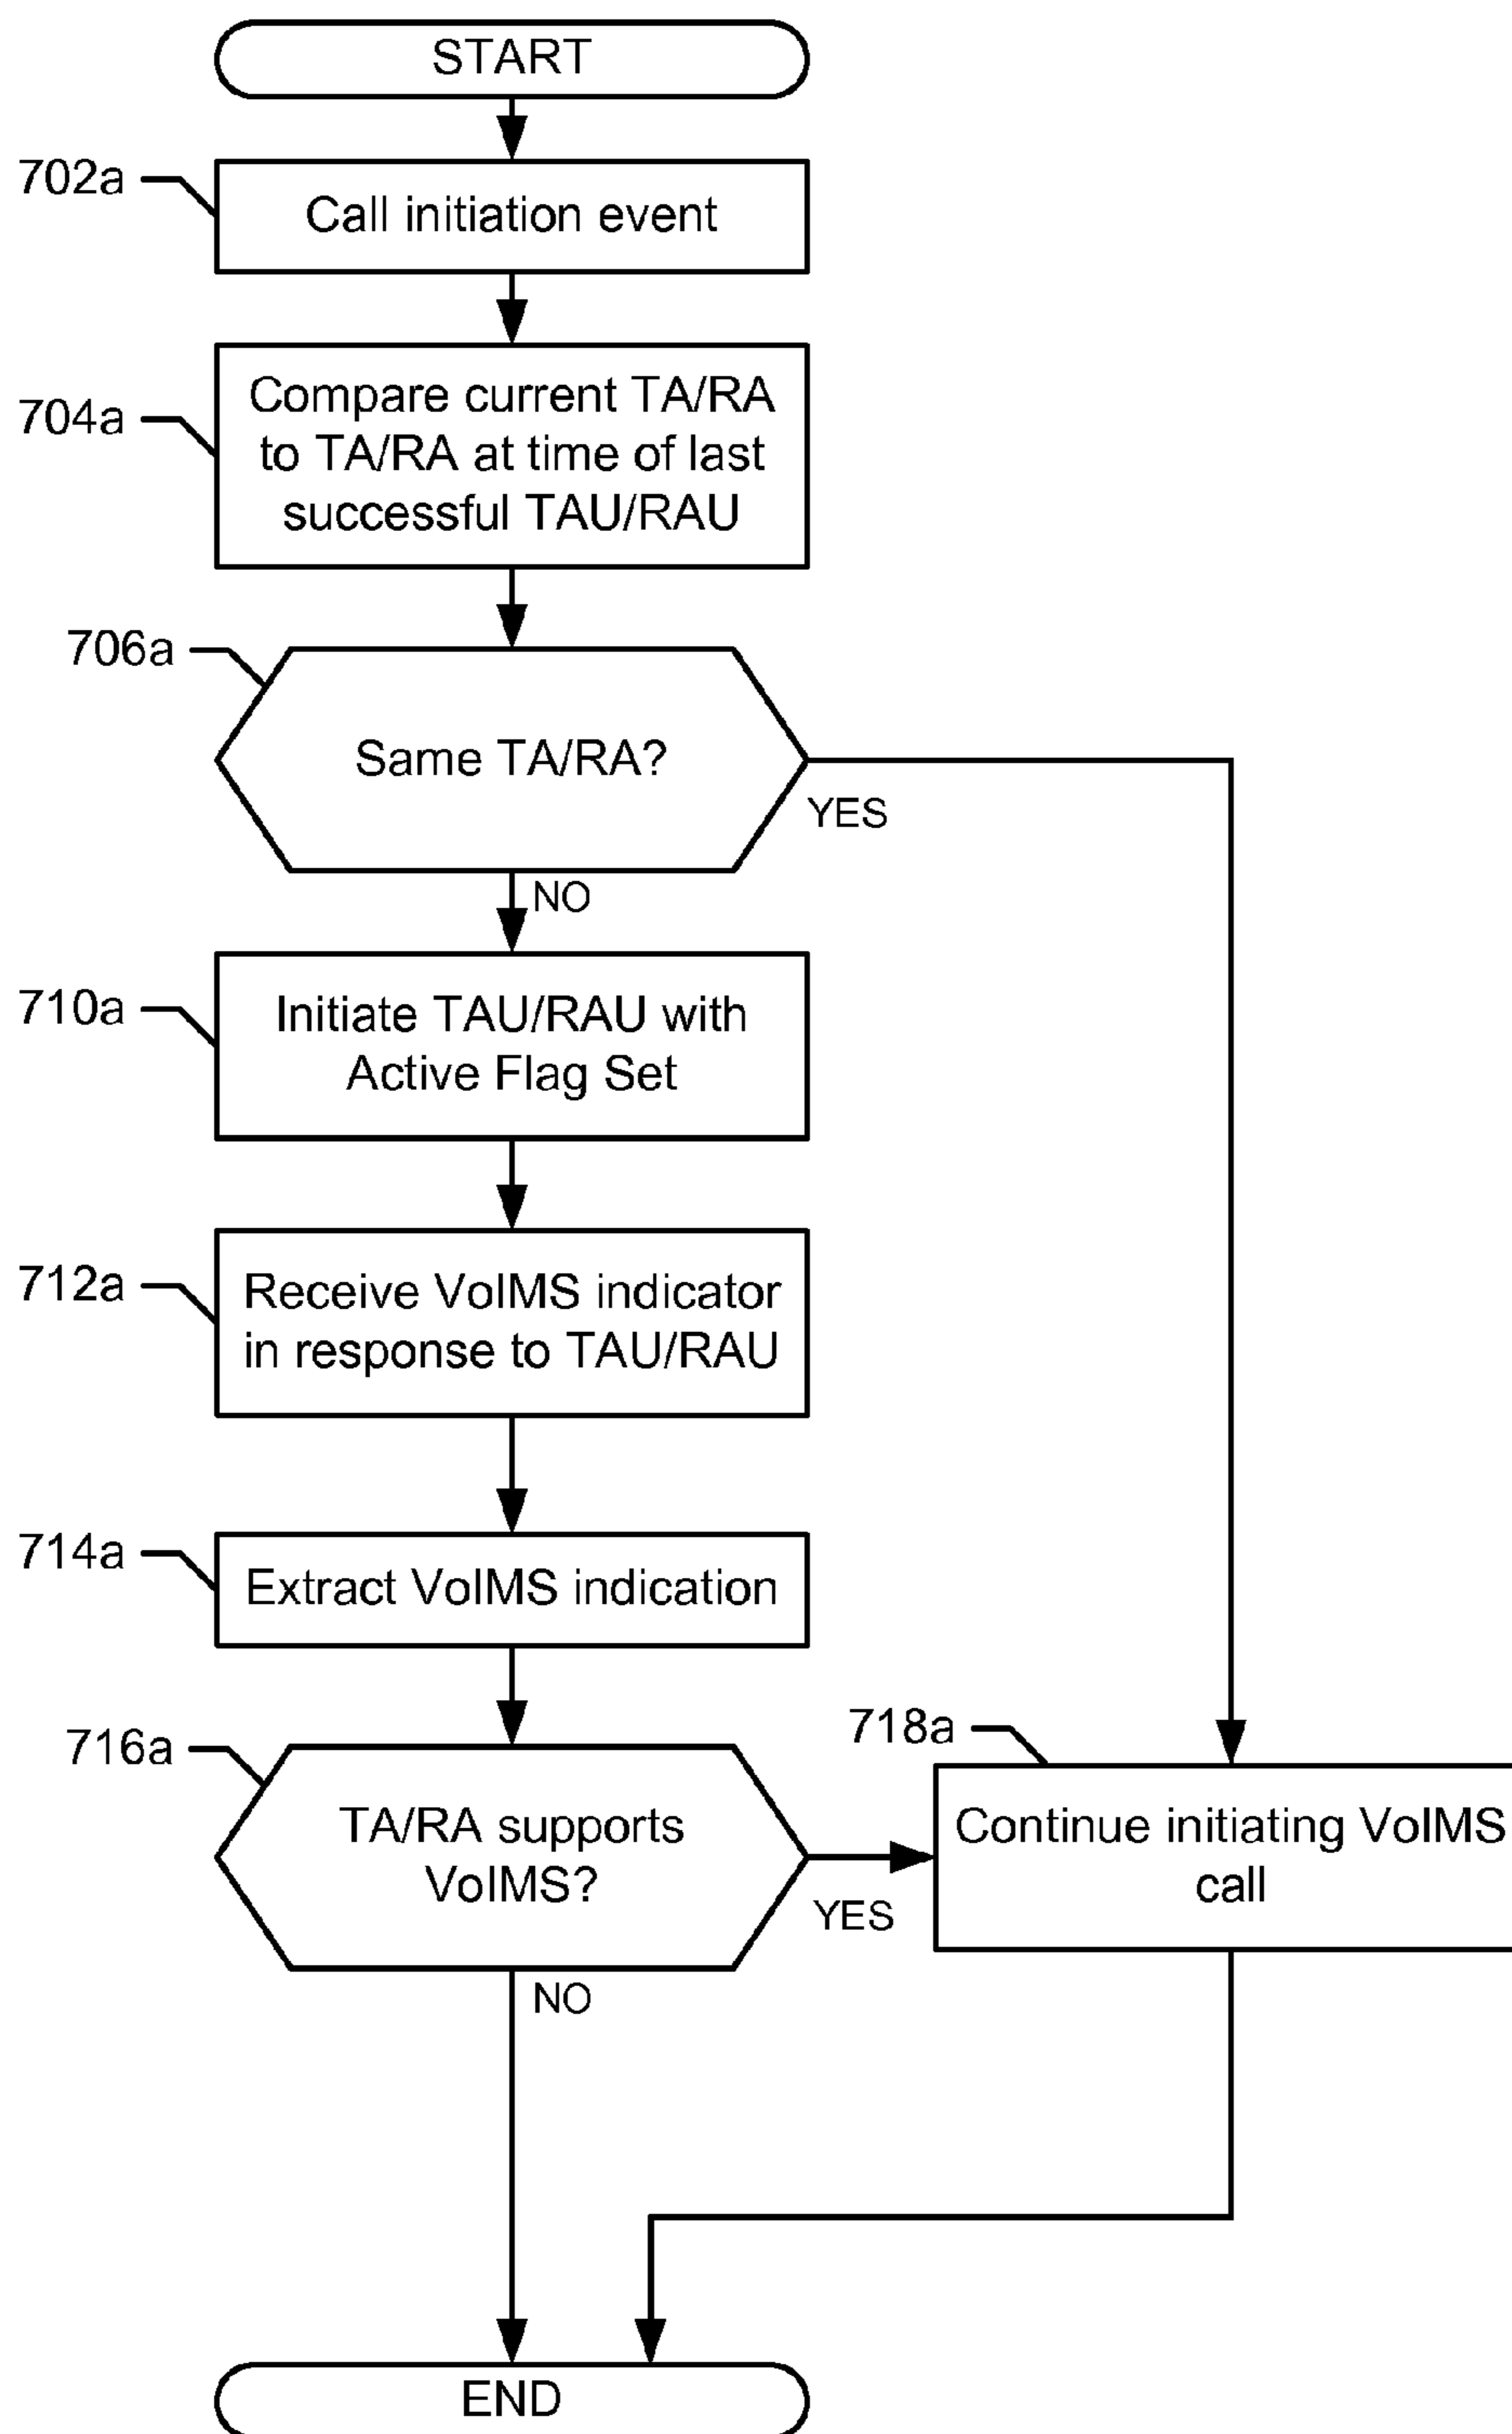 START
702a
Call initiation event
704a
Compare current TA/RA
to TA/RA at time of last
successful TAU/RAU
706a
Same TA/RA?
YES
NO
710a
Initiate TAU/RAU with
Active Flag Set
712a
Receive VoIMS indicator
in response to TAU/RAU
714a
Extract VoIMS indication
716a
TA/RA supports
VoIMS?
YES
NO
718a
Continue initiating VoIMS
call
END